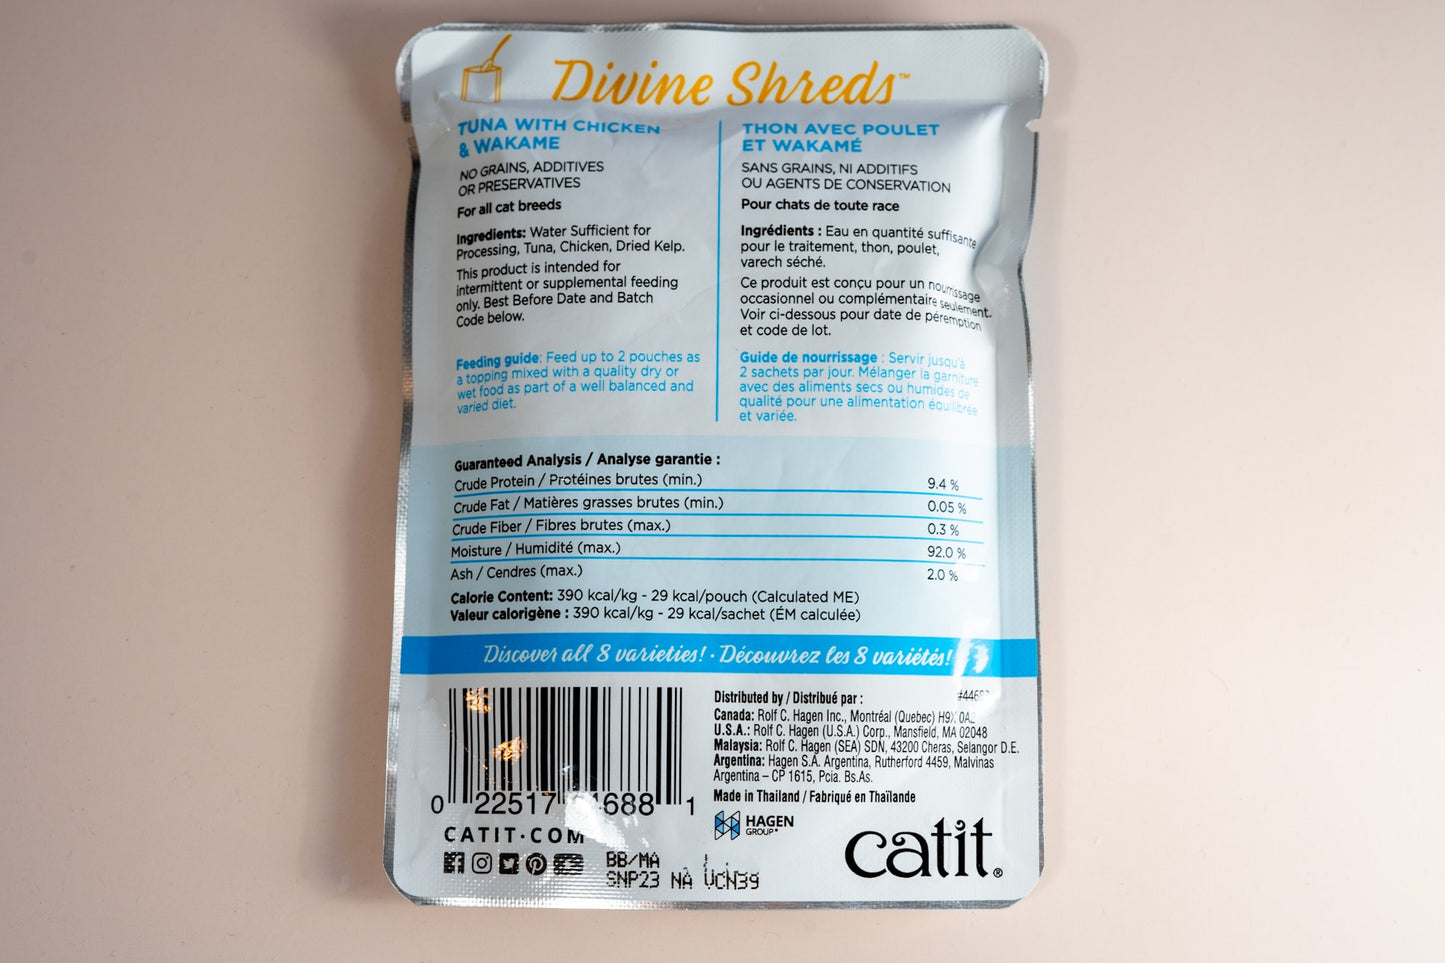 Divine Shreds™
TUNA WITH CHICKEN
& WAKAME
NO GRAINS, ADDITIVES
OR PRESERVATIVES
For all cat breeds
Ingredients: Water Sufficient for
Processing, Tuna, Chicken, Dried Kelp.
This product is intended for
intermittent or supplemental feeding
only. Best Before Date and Batch
Code below.
Feeding guide: Feed up to 2 pouches as
a topping mixed with a quality dry or
wet food as part of a well balanced and
varied diet.
THON AVEC POULET
ET WAKAMÉ
SANS GRAINS, NI ADDITIFS
OU AGENTS DE CONSERVATION
Pour chats de toute race
Ingrédients : Eau en quantité suffisante
pour le traitement, thon, poulet,
varech séché.
Ce produit est conçu pour un nourrissage
occasionnel ou complémentaire seulement.
Voir ci-dessous pour date de péremption
et code de lot.
Guide de nourrissage : Servir jusqu'à
2 sachets par jour. Mélanger la garniture
avec des aliments secs ou humides de
qualité pour une alimentation équilibrée
et variée.
Guaranteed Analysis / Analyse garantie :
Crude Protein / Protéines brutes (min.) 9.4 %
Crude Fat / Matières grasses brutes (min.) 0.05 %
Crude Fiber / Fibres brutes (max.) 0.3 %
Moisture / Humidité (max.) 92.0 %
Ash / Cendres (max.) 2.0 %
Calorie Content: 390 kcal/kg - 29 kcal/pouch (Calculated ME)
Valeur calorigène : 390 kcal/kg - 29 kcal/sachet (ÉM calculée)
Discover all 8 varieties! · Découvrez les 8 variétés!
0 22517 1
CATIT·COM
BB/MA
Distributed by / Distribué par :
Canada: Rolf C. Hagen Inc., Montréal (Quebec) H9X 0A2
U.S.A.: Rolf C. Hagen (U.S.A.) Corp., Mansfield, MA 02048
Malaysia: Rolf C. Hagen (SEA) SDN, 43200 Cheras, Selangor D.E.
Argentina: Hagen S.A. Argentina, Rutherford 4459, Malvinas
Argentina – CP 1615, Pcia. Bs.As.
Made in Thailand / Fabriqué en Thaïlande
HAGEN
GROUP
catit®